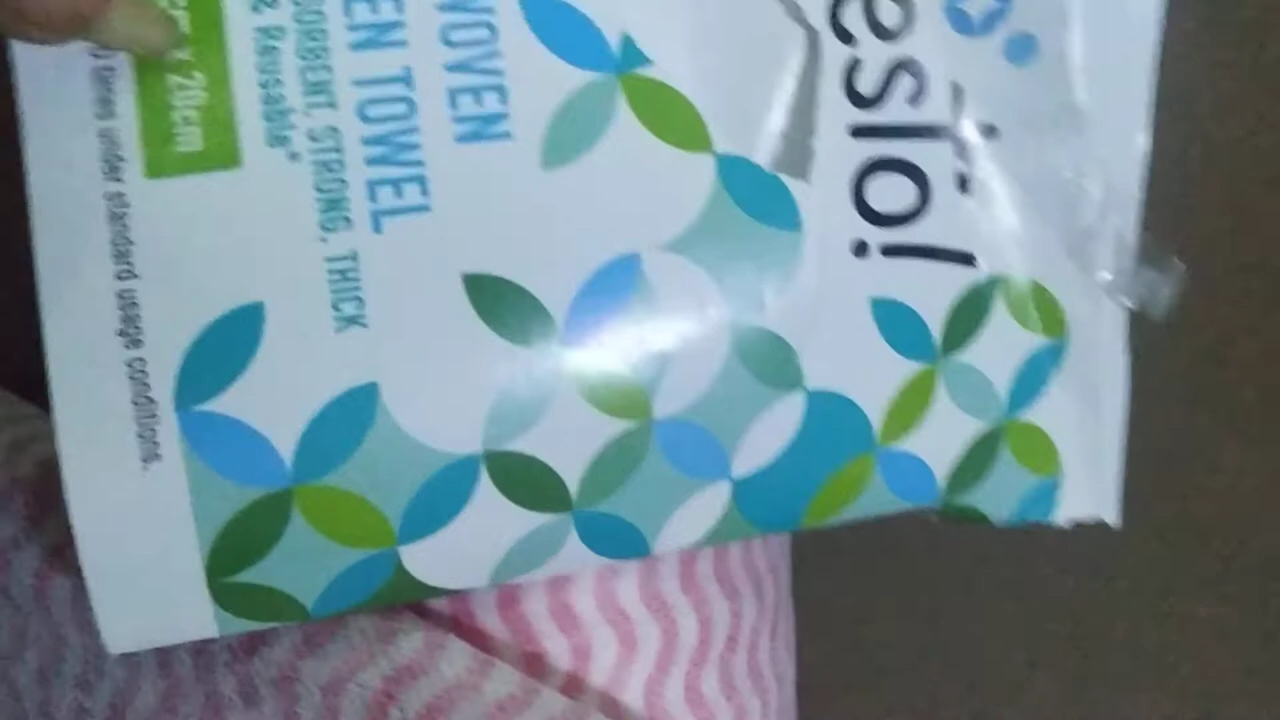 esto!
WOVEN
EN TOWEL
ORBENT, STRONG, THICK
& Reusable*
x 20cm
times under standard usage conditions.